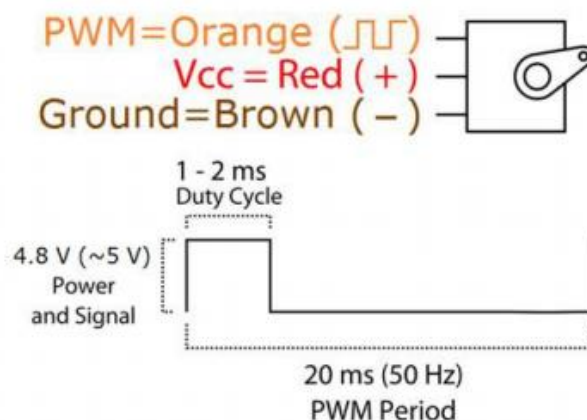 PWM=Orange (⎍⎍)
Vcc = Red (+)
Ground=Brown (−)
1 - 2 ms
Duty Cycle
4.8 V (~5 V)
Power
and Signal
20 ms (50 Hz)
PWM Period